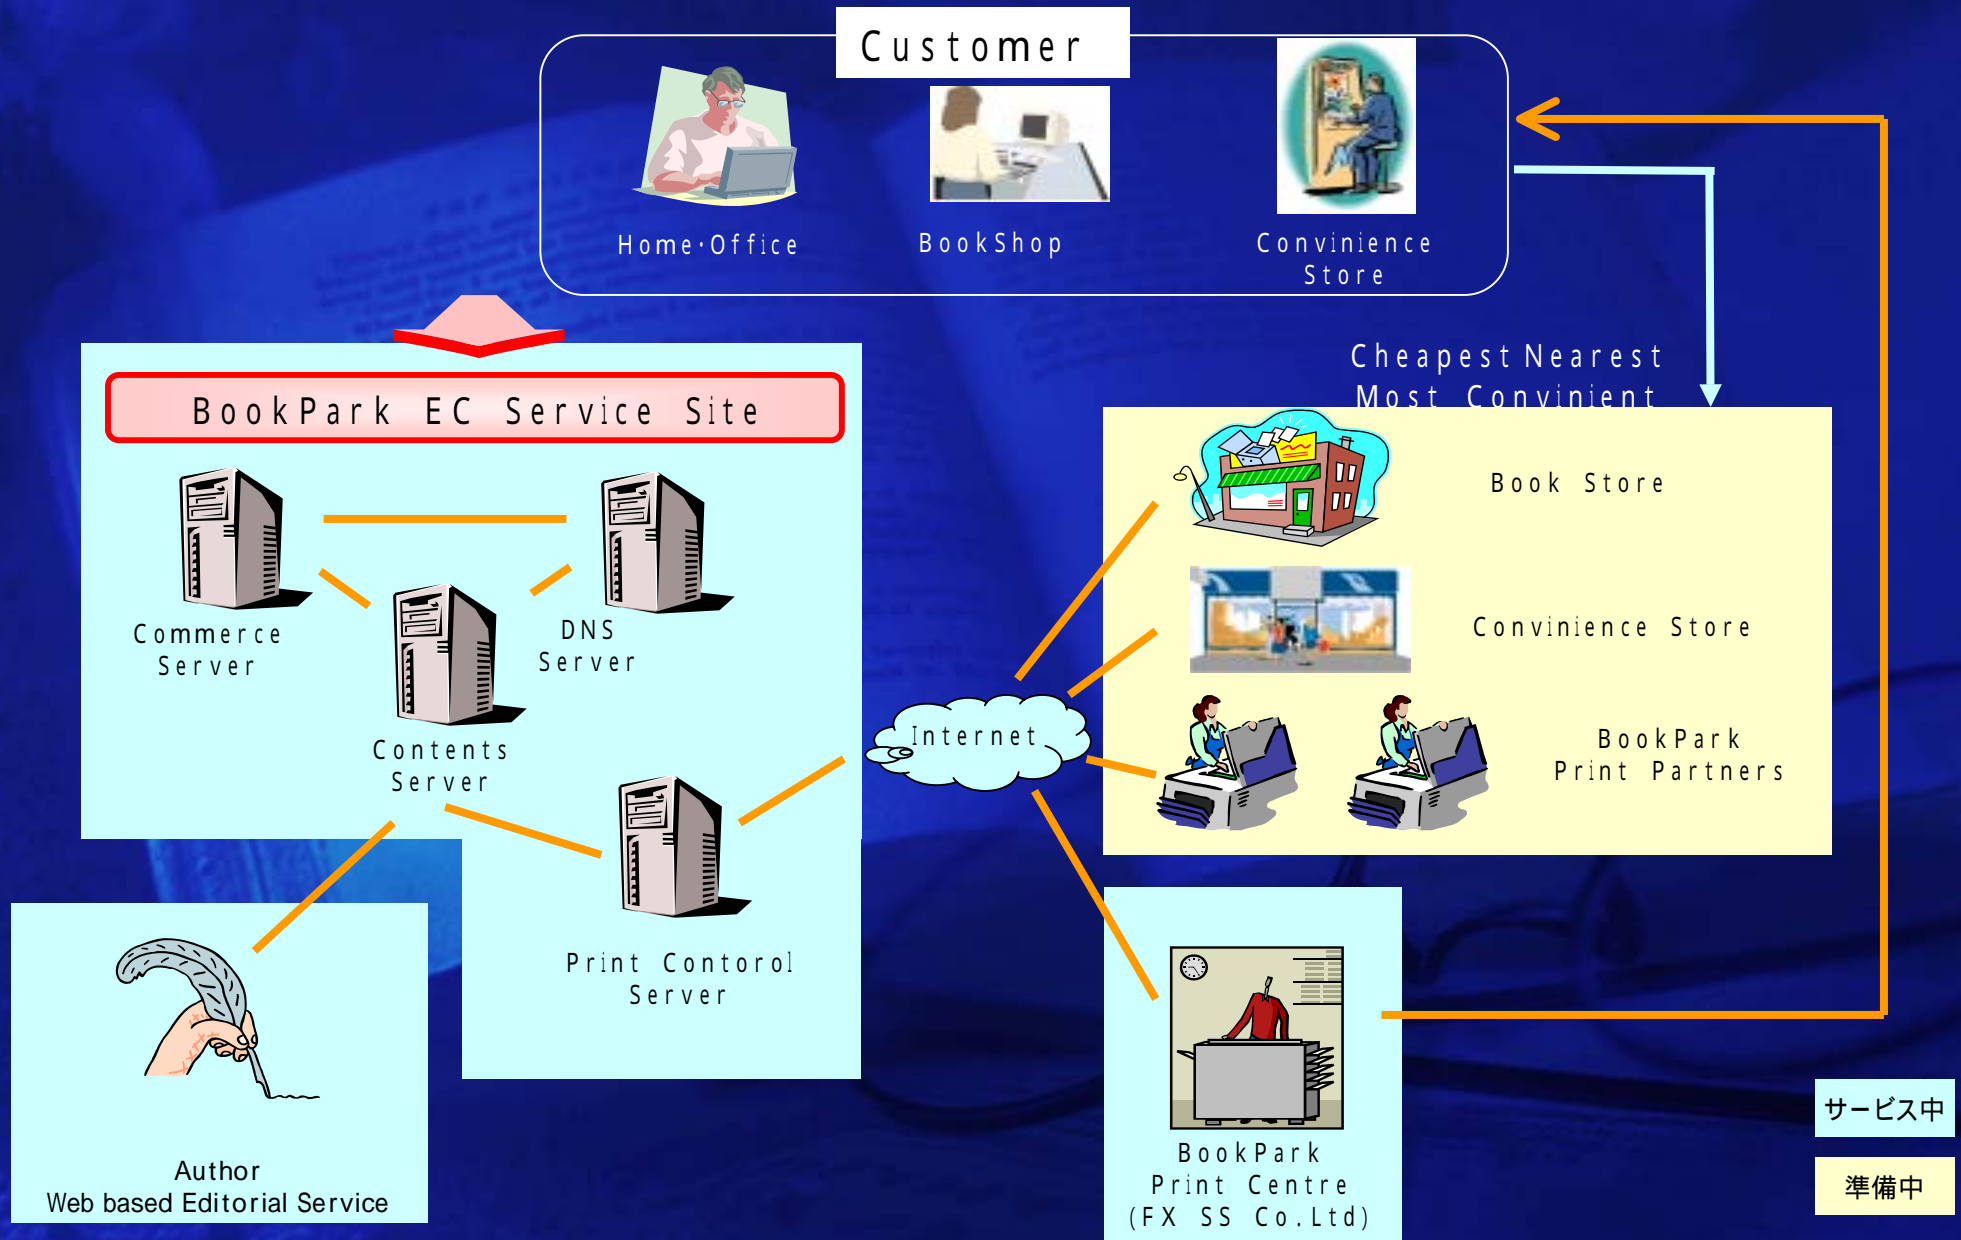 Customer
Home･Office
BookShop
Convinience
Store
Cheapest Nearest
Most Convinient
BookPark EC Service Site
Commerce
Server
DNS
Server
Contents
Server
Print Contorol
Server
Internet
Book Store
Convinience Store
BookPark
Print Partners
Author
Web based Editorial Service
BookPark
Print Centre
(FX SS Co.Ltd)
サービス中
準備中